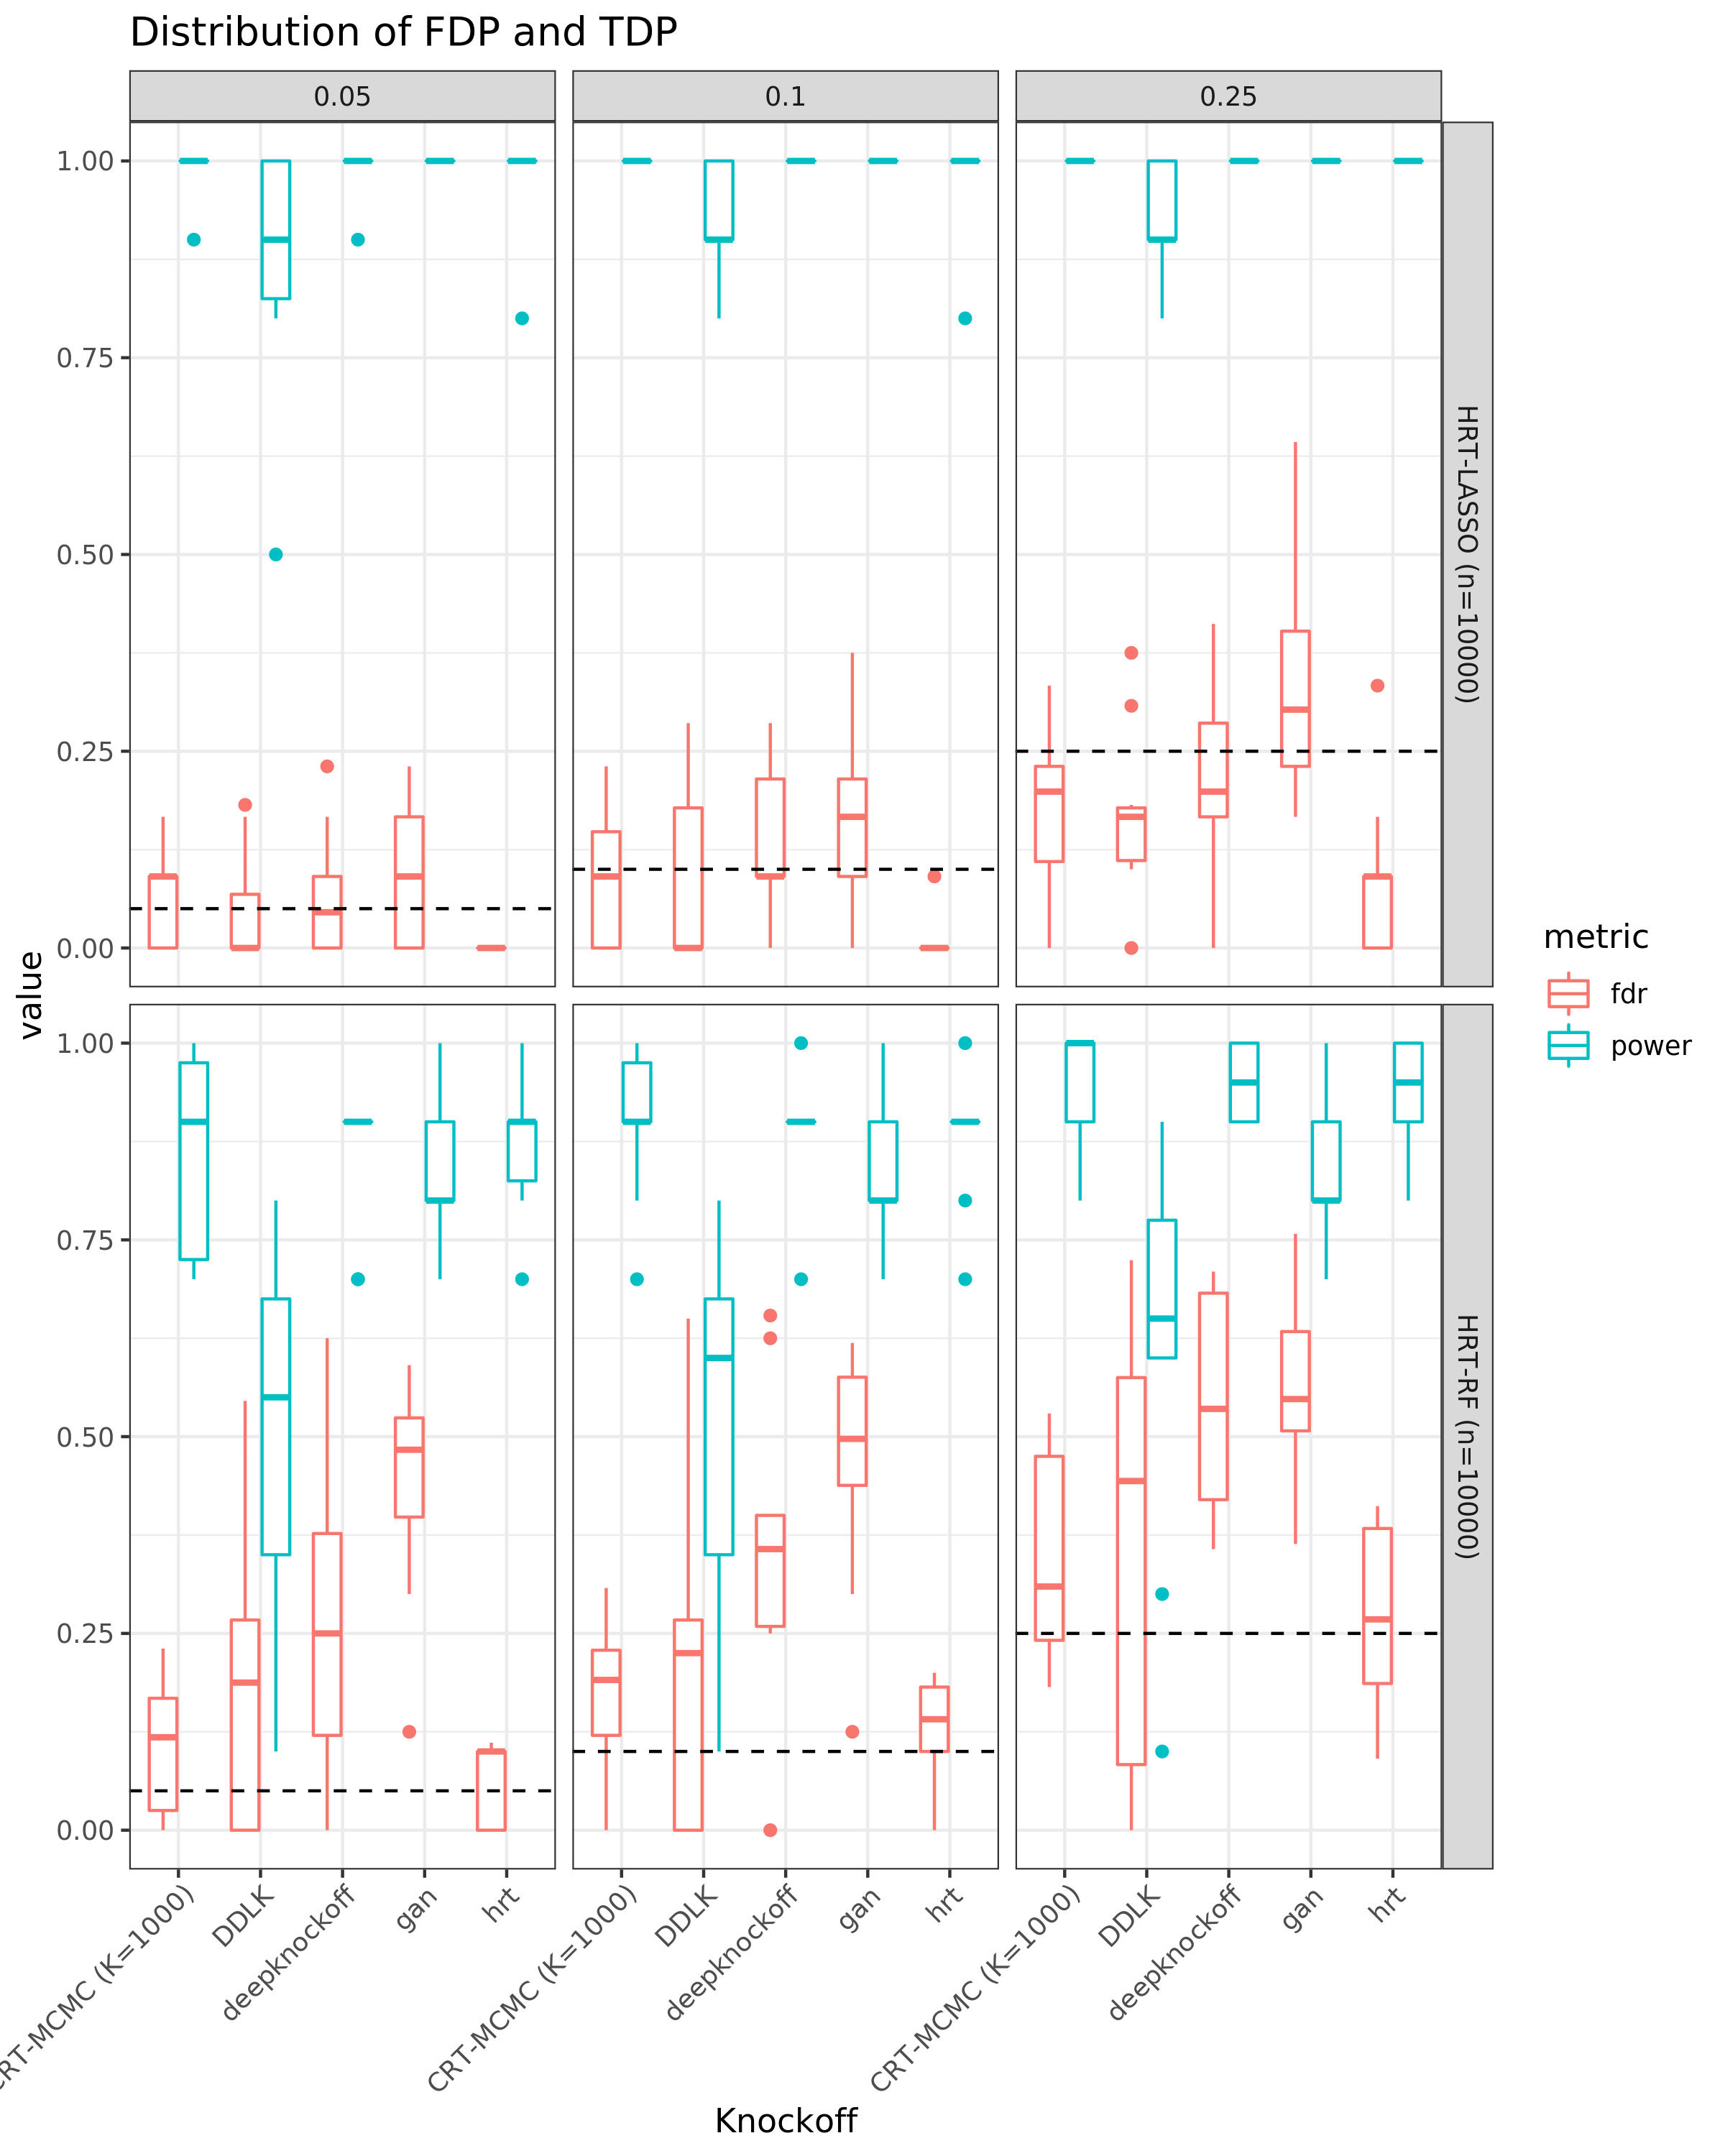 Distribution of FDP and TDP
0.05
0.1
0.25
1.00
0.75
0.50
0.25
0.00
HRT-LASSO (n=10000)
value
1.00
0.75
0.50
0.25
0.00
HRT-RF (n=10000)
metric
fdr
power
CRT-MCMC (K=1000)
DDLK
deepknockoff
gan
hrt
CRT-MCMC (K=1000)
DDLK
deepknockoff
gan
hrt
CRT-MCMC (K=1000)
DDLK
deepknockoff
gan
hrt
Knockoff